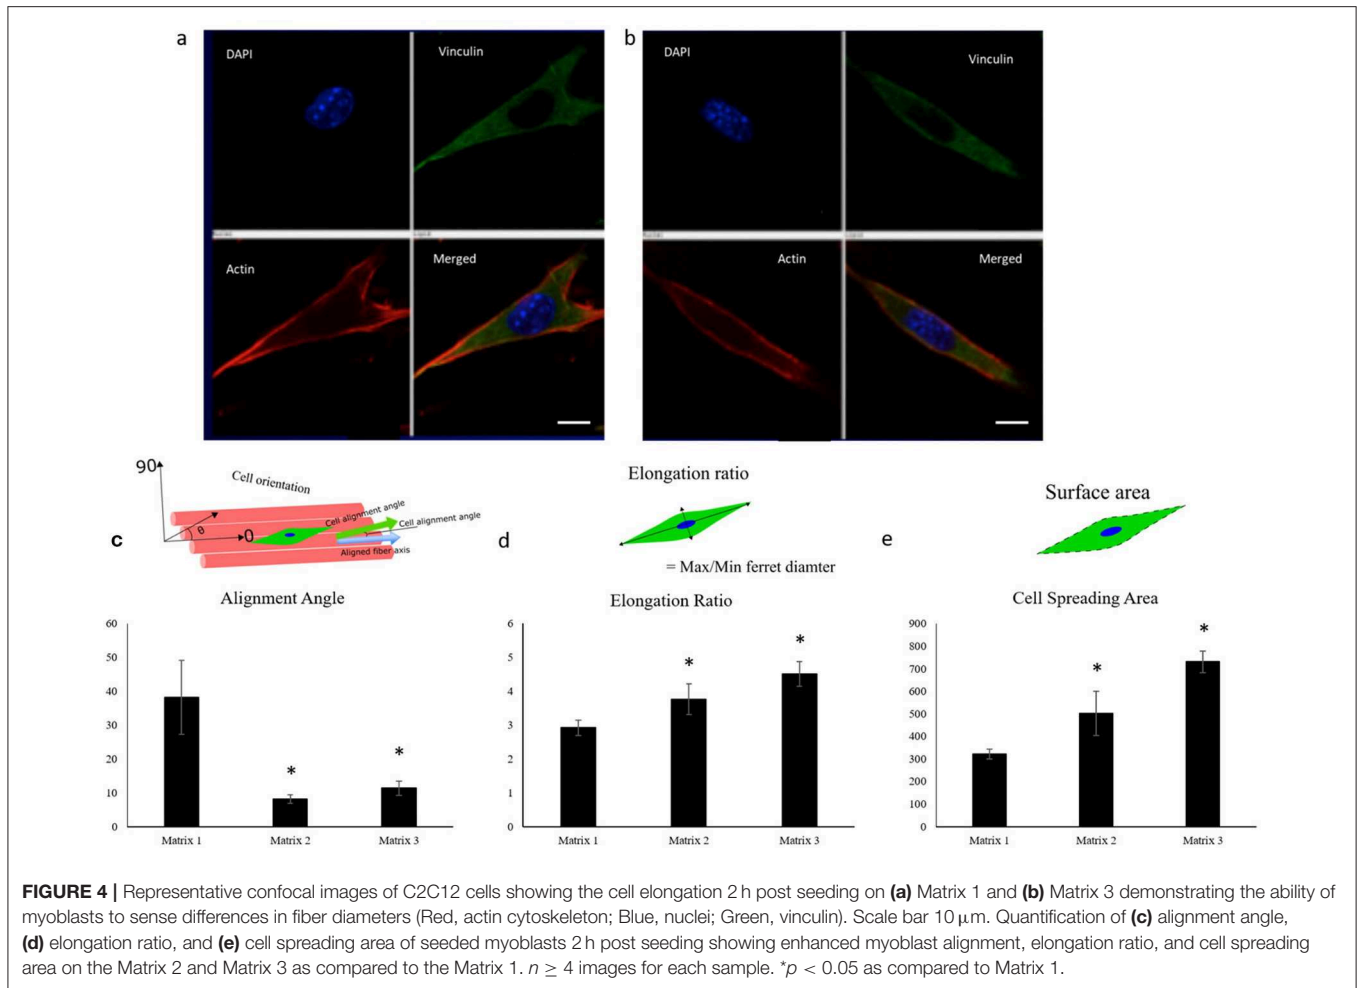 a
DAPI
Vinculin
Actin
Merged
b
DAPI
Vinculin
Actin
Merged
c
90
Cell orientation
θ
0
Cell alignment angle
Cell alignment angle
Aligned fiber axis
Alignment Angle
60
50
40
30
20
10
0
*
*
Matrix 1
Matrix 2
Matrix 3
d
Elongation ratio
= Max/Min ferret diamter
Elongation Ratio
6
5
4
3
2
1
0
*
*
Matrix 1
Matrix 2
Matrix 3
e
Surface area
Cell Spreading Area
900
800
700
600
500
400
300
200
100
0
*
*
Matrix 1
Matrix 2
Matrix 3
FIGURE 4 | Representative confocal images of C2C12 cells showing the cell elongation 2 h post seeding on (a) Matrix 1 and (b) Matrix 3 demonstrating the ability of
myoblasts to sense differences in fiber diameters (Red, actin cytoskeleton; Blue, nuclei; Green, vinculin). Scale bar 10 μm. Quantification of (c) alignment angle,
(d) elongation ratio, and (e) cell spreading area of seeded myoblasts 2 h post seeding showing enhanced myoblast alignment, elongation ratio, and cell spreading
area on the Matrix 2 and Matrix 3 as compared to the Matrix 1. n ≥ 4 images for each sample. *p < 0.05 as compared to Matrix 1.